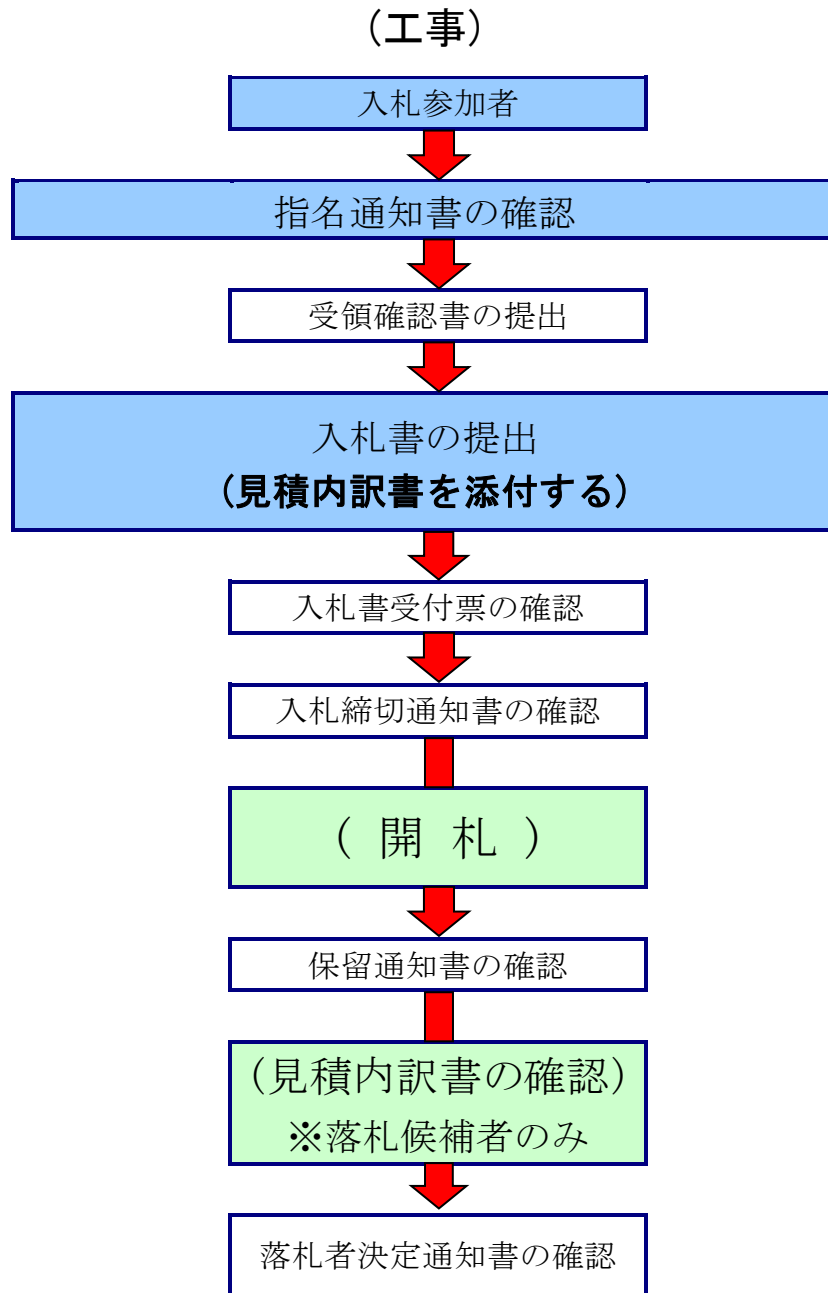 （工事）
入札参加者
指名通知書の確認
受領確認書の提出
入札書の提出
（見積内訳書を添付する）
入札書受付票の確認
入札締切通知書の確認
（ 開 札 ）
保留通知書の確認
（見積内訳書の確認）
※落札候補者のみ
落札者決定通知書の確認